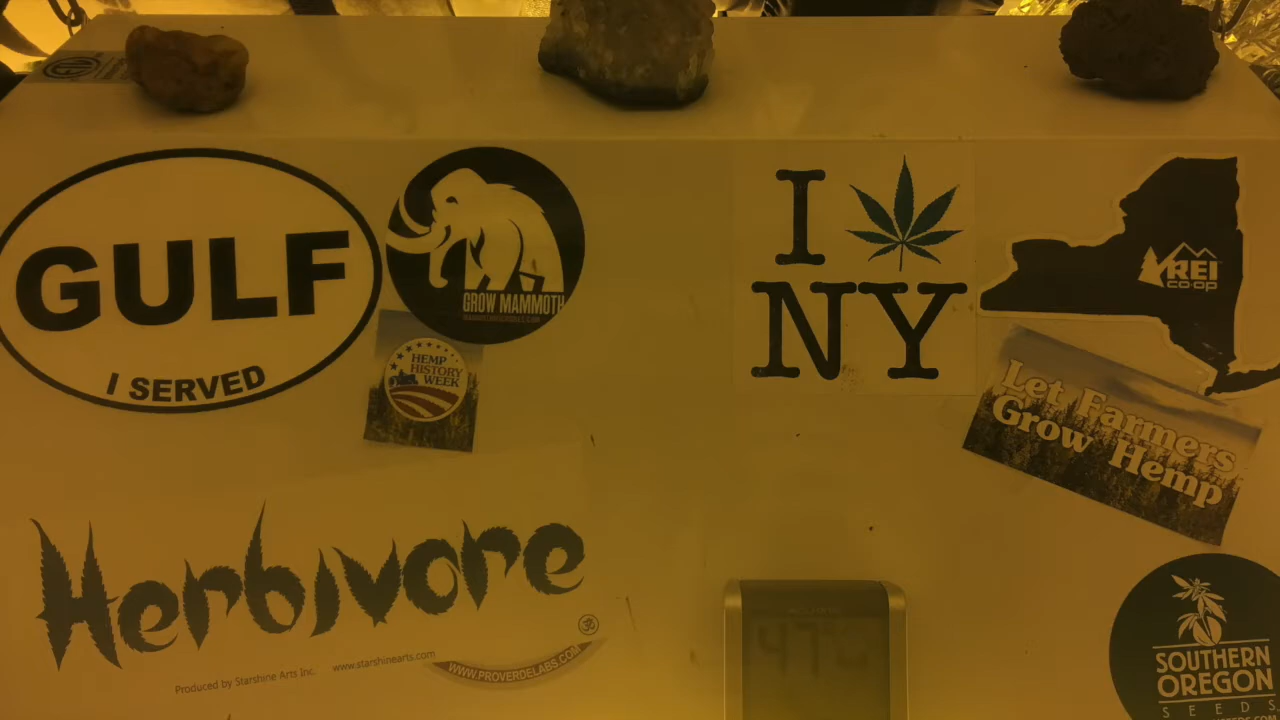 GULF
I SERVED
GROW MAMMOTH
HEMP
HISTORY
WEEK
I
NY
REI
co·op
Let Farmers
Grow Hemp
Herbivore
Produced by Starshine Arts Inc. www.starshinearts.com
WWW.PROVERDELABS.COM
SOUTHERN
OREGON
SEEDS